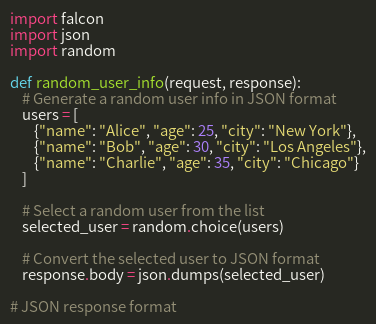 import falcon
import json
import random

def random_user_info(request, response):
    # Generate a random user info in JSON format
    users = [
        {"name": "Alice", "age": 25, "city": "New York"},
        {"name": "Bob", "age": 30, "city": "Los Angeles"},
        {"name": "Charlie", "age": 35, "city": "Chicago"}
    ]

    # Select a random user from the list
    selected_user = random.choice(users)

    # Convert the selected user to JSON format
    response.body = json.dumps(selected_user)

# JSON response format